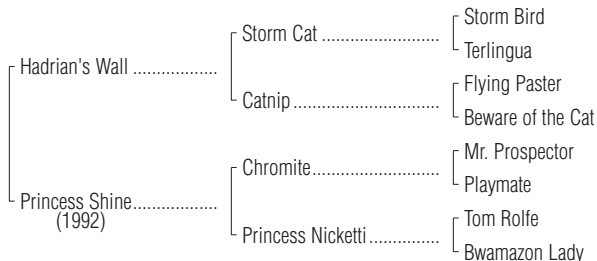 Storm Bird
Storm Cat ..........................
Terlingua
Hadrian's Wall ..................
Flying Paster
Catnip ................................
Beware of the Cat
Mr. Prospector
Chromite ............................
Playmate
Princess Shine ..................
(1992)
Tom Rolfe
Princess Nicketti ...............
Bwamazon Lady